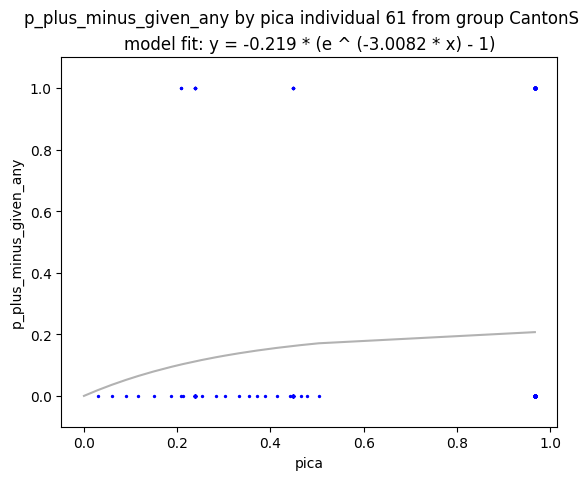 p_plus_minus_given_any by pica individual 61 from group CantonS
model fit: y = -0.219 * (e ^ (-3.0082 * x) - 1)
p_plus_minus_given_any
1.0
0.8
0.6
0.4
0.2
0.0
0.0 0.2 0.4 0.6 0.8 1.0
pica